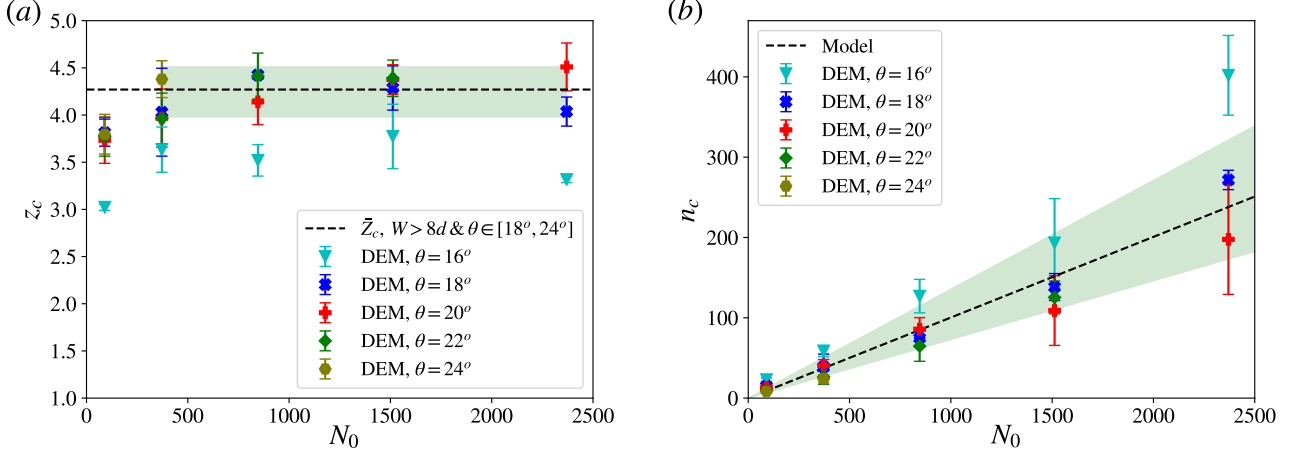 (a)
5.0
4.5
4.0
3.5
3.0
2.5
2.0
1.5
1.0
z_c
0 500 1000 1500 2000 2500
N_0
Z̄_c, W > 8d & θ ∈ [18°, 24°]
DEM, θ = 16°
DEM, θ = 18°
DEM, θ = 20°
DEM, θ = 22°
DEM, θ = 24°
(b)
400
300
200
100
0
n_c
0 500 1000 1500 2000 2500
N_0
Model
DEM, θ = 16°
DEM, θ = 18°
DEM, θ = 20°
DEM, θ = 22°
DEM, θ = 24°